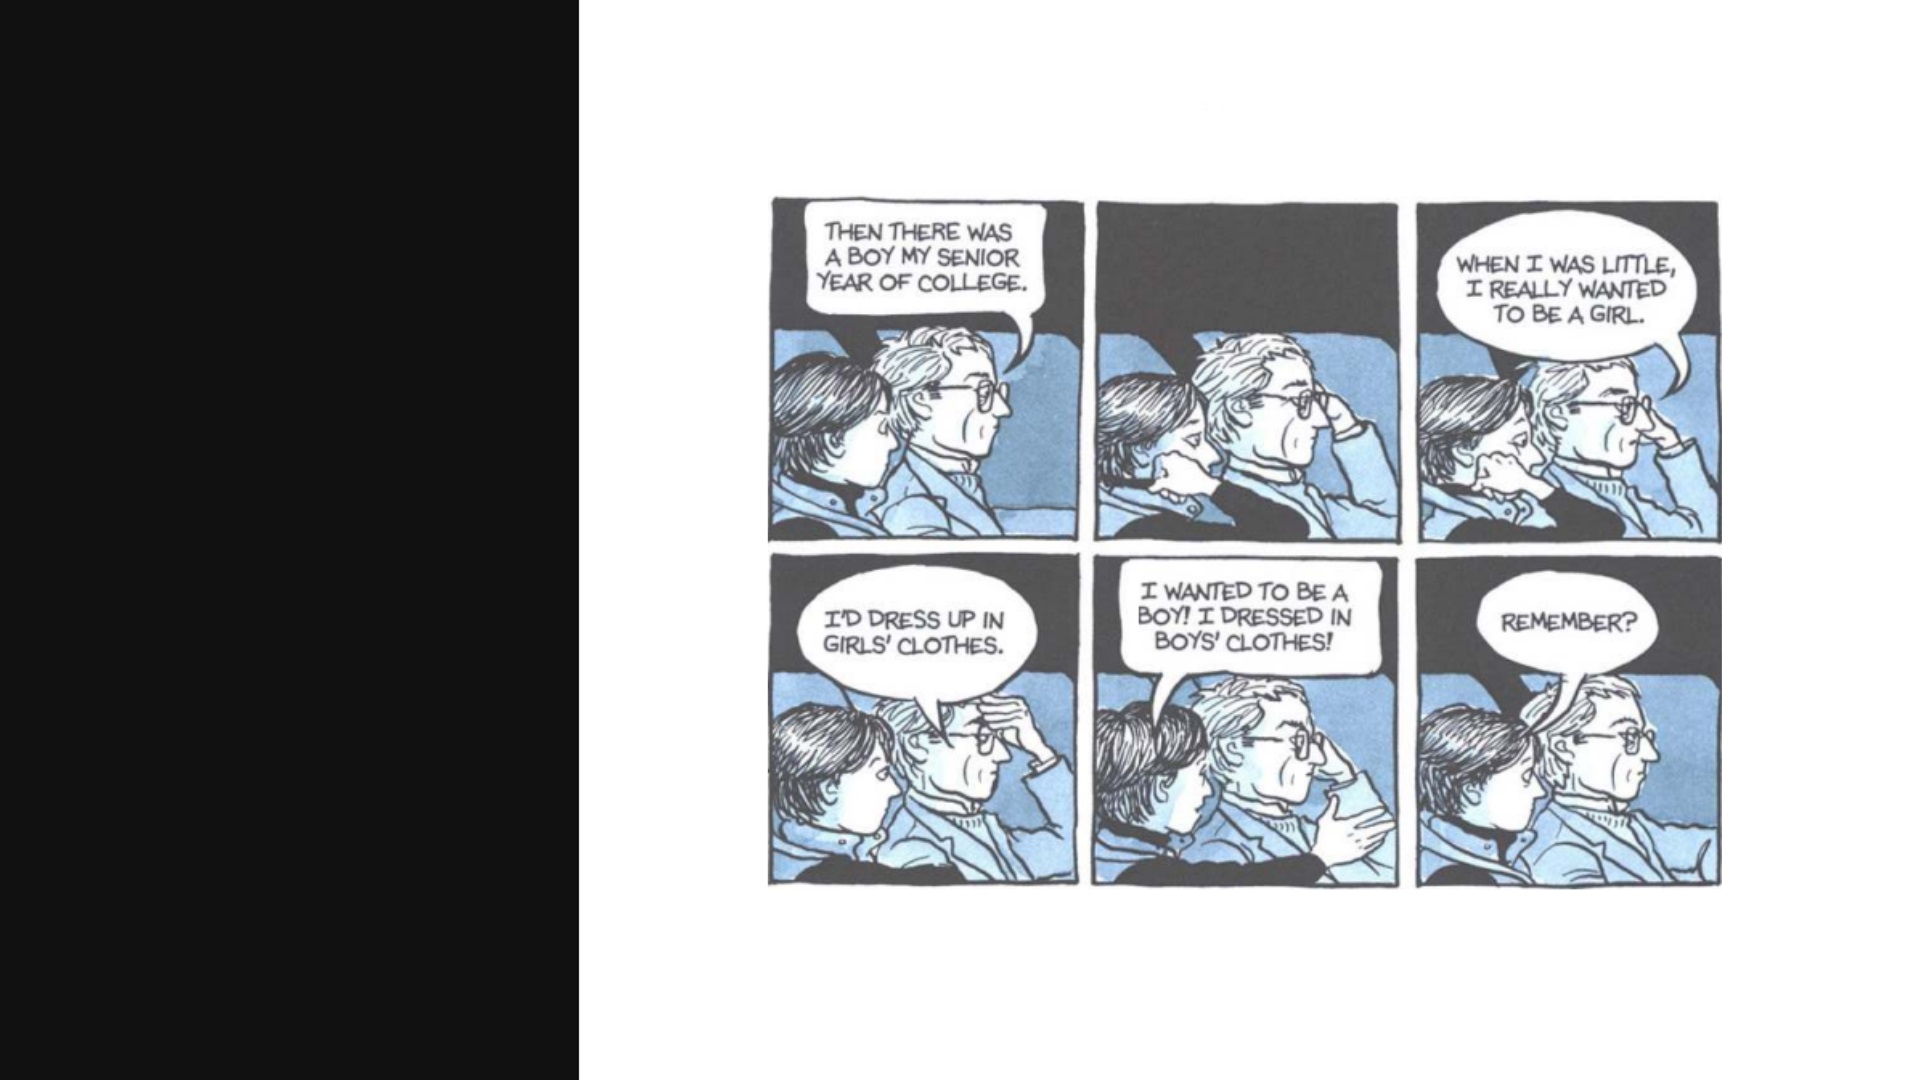 THEN THERE WAS
A BOY MY SENIOR
YEAR OF COLLEGE.
WHEN I WAS LITTLE,
I REALLY WANTED
TO BE A GIRL.
I'D DRESS UP IN
GIRLS' CLOTHES.
I WANTED TO BE A
BOY! I DRESSED IN
BOYS' CLOTHES!
REMEMBER?